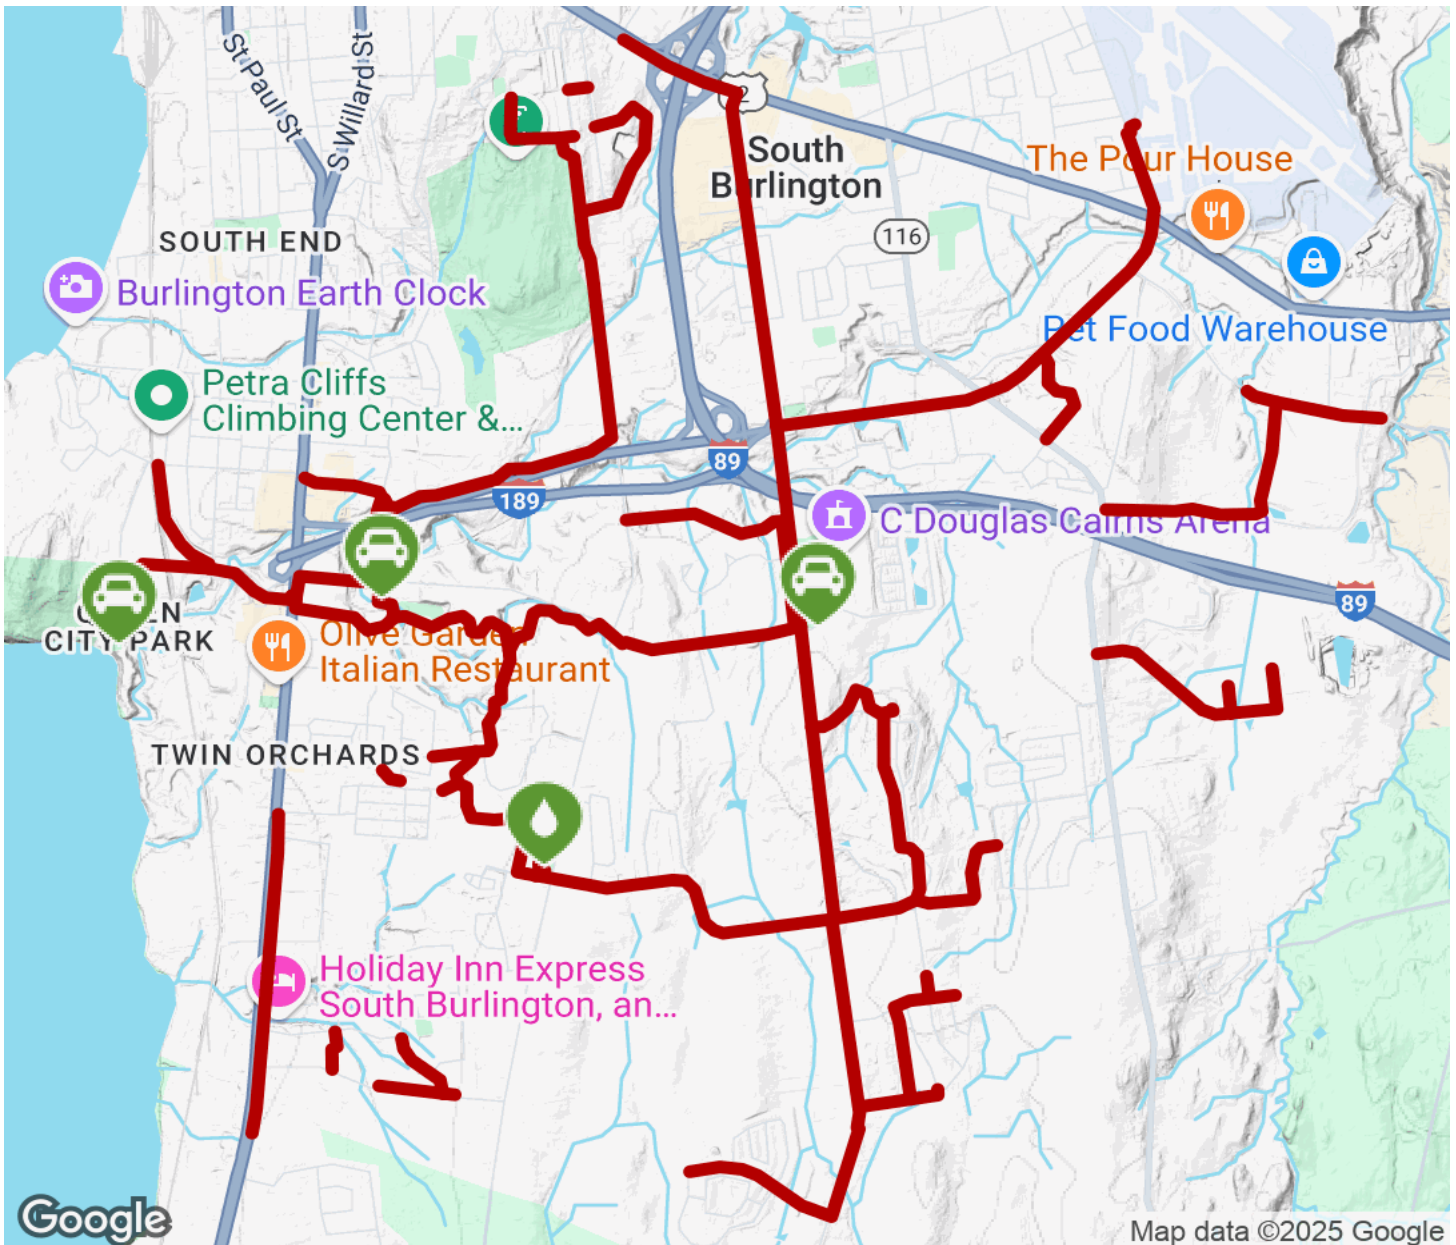 St Paul St
S Willard St
2
South
Burlington
The Pour House
116
SOUTH END
Burlington Earth Clock
Pet Food Warehouse
Petra Cliffs
Climbing Center &...
89
189
C Douglas Cairns Arena
89
QUEEN
CITY PARK
Olive Garden
Italian Restaurant
TWIN ORCHARDS
Holiday Inn Express
South Burlington, an...
Google
Map data ©2025 Google